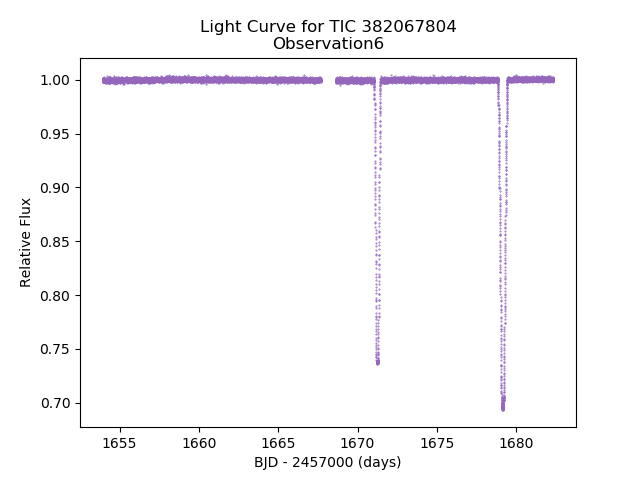 Light Curve for TIC 382067804
Observation6
1.00
0.95
0.90
0.85
0.80
0.75
0.70
Relative Flux
1655 1660 1665 1670 1675 1680
BJD - 2457000 (days)